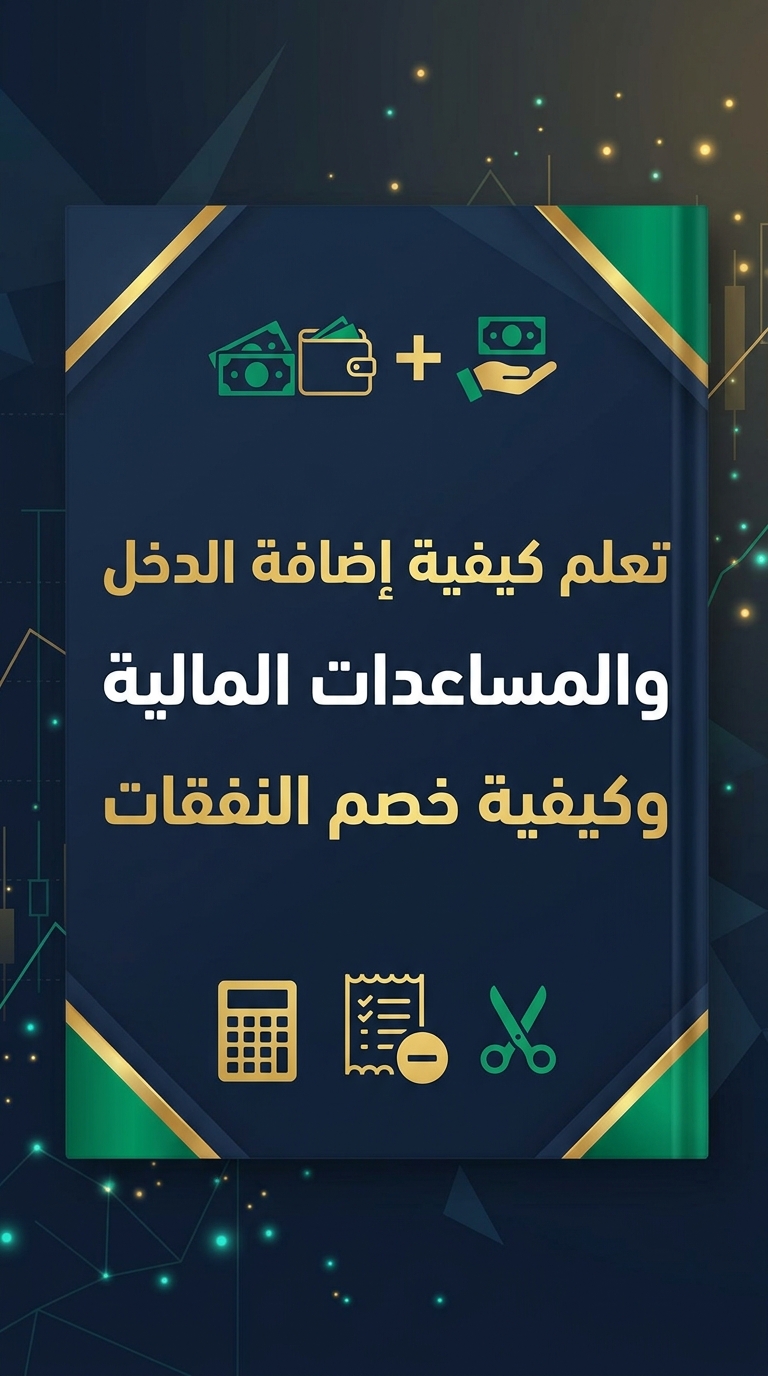 تعلم كيفية إضافة الدخل
والمساعدات المالية
وكيفية خصم النفقات